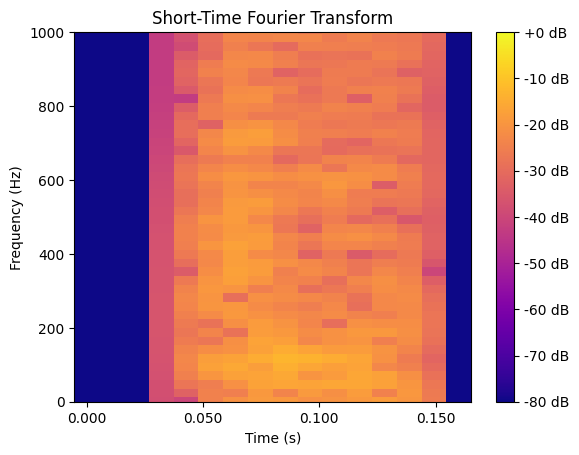 Short-Time Fourier Transform
1000
800
600
400
200
0
Frequency (Hz)
0.000
0.050
0.100
0.150
Time (s)
+0 dB
-10 dB
-20 dB
-30 dB
-40 dB
-50 dB
-60 dB
-70 dB
-80 dB